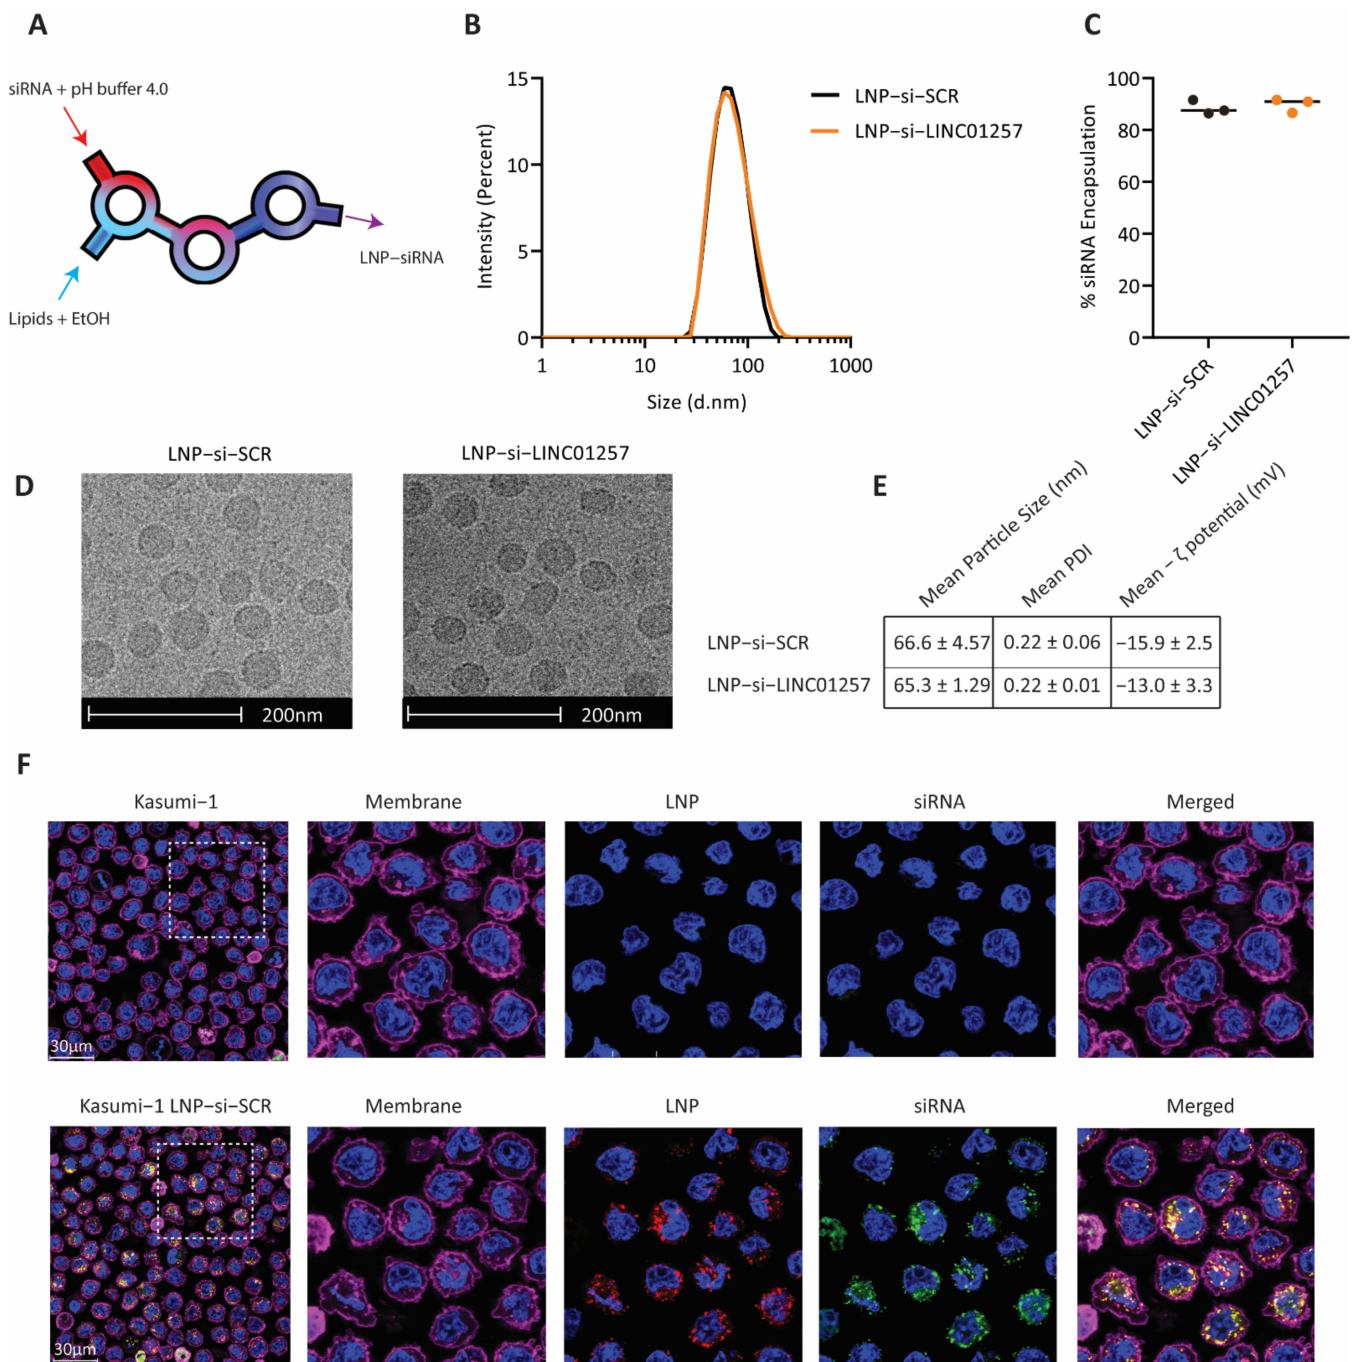 A
siRNA + pH buffer 4.0
Lipids + EtOH
LNP–siRNA
B
15
10
5
0
Intensity (Percent)
1
10
100
1000
Size (d.nm)
LNP–si–SCR
LNP–si–LINC01257
C
100
80
60
40
20
0
% siRNA Encapsulation
LNP–si–SCR
LNP–si–LINC01257
D
LNP–si–SCR
LNP–si–LINC01257
200nm
200nm
E
Mean Particle Size (nm)
Mean PDI
Mean – ζ potential (mV)
LNP–si–SCR 66.6 ± 4.57 0.22 ± 0.06 –15.9 ± 2.5
LNP–si–LINC01257 65.3 ± 1.29 0.22 ± 0.01 –13.0 ± 3.3
F
Kasumi–1 Membrane LNP siRNA Merged
30μm
Kasumi–1 LNP–si–SCR Membrane LNP siRNA Merged
30μm